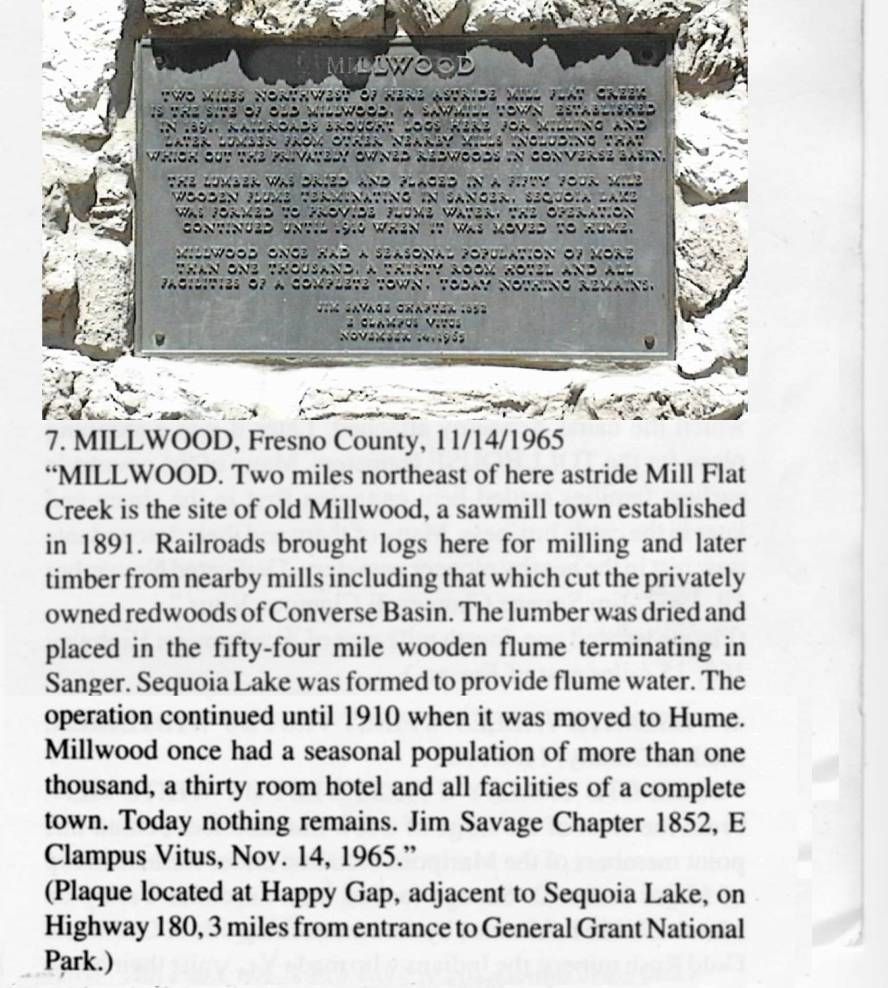 MILLWOOD
TWO MILES NORTHWEST OF HERE ASTRIDE MILL FLAT CREEK
IS THE SITE OF OLD MILLWOOD, A SAWMILL TOWN ESTABLISHED
IN 1891. RAILROADS BROUGHT LOGS HERE FOR MILLING AND
LATER LUMBER FROM OTHER NEARBY MILLS INCLUDING THAT
WHICH CUT THE PRIVATELY OWNED REDWOODS IN CONVERSE BASIN.
THE LUMBER WAS DRIED AND PLACED IN A FIFTY FOUR MILE
WOODEN FLUME TERMINATING IN SANGER. SEQUOIA LAKE
WAS FORMED TO PROVIDE FLUME WATER. THE OPERATION
CONTINUED UNTIL 1910 WHEN IT WAS MOVED TO HUME.
MILLWOOD ONCE HAD A SEASONAL POPULATION OF MORE
THAN ONE THOUSAND, A THIRTY ROOM HOTEL AND ALL
FACILITIES OF A COMPLETE TOWN. TODAY NOTHING REMAINS.
JIM SAVAGE CHAPTER 1852
E CLAMPUS VITUS
NOVEMBER 14, 1965
7. MILLWOOD, Fresno County, 11/14/1965
“MILLWOOD. Two miles northeast of here astride Mill Flat
Creek is the site of old Millwood, a sawmill town established
in 1891. Railroads brought logs here for milling and later
timber from nearby mills including that which cut the privately
owned redwoods of Converse Basin. The lumber was dried and
placed in the fifty-four mile wooden flume terminating in
Sanger. Sequoia Lake was formed to provide flume water. The
operation continued until 1910 when it was moved to Hume.
Millwood once had a seasonal population of more than one
thousand, a thirty room hotel and all facilities of a complete
town. Today nothing remains. Jim Savage Chapter 1852, E
Clampus Vitus, Nov. 14, 1965.”
(Plaque located at Happy Gap, adjacent to Sequoia Lake, on
Highway 180, 3 miles from entrance to General Grant National
Park.)